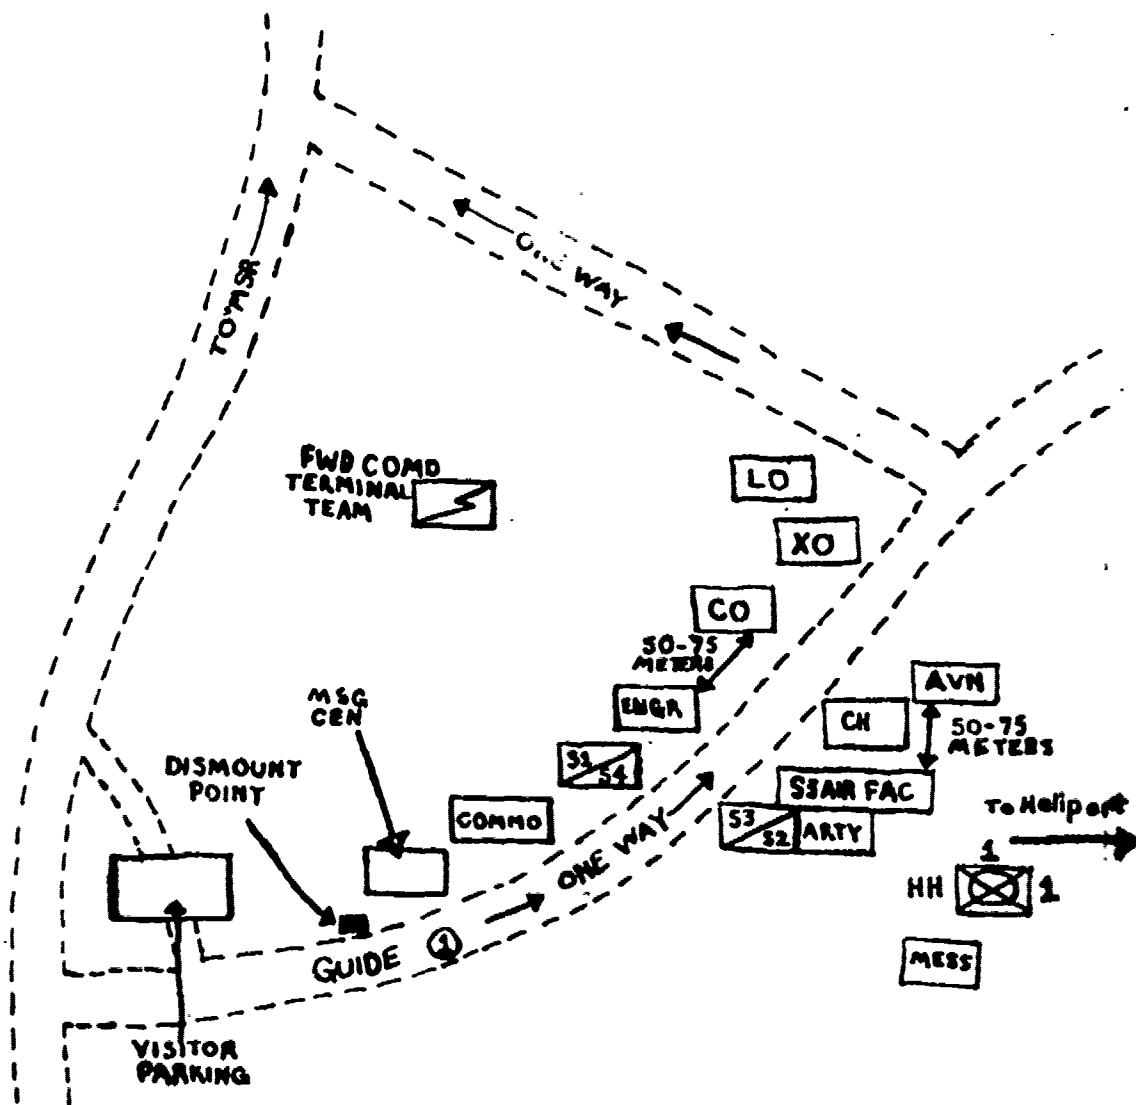 ONE WAY
TO MSR
FWD COMD
TERMINAL
TEAM
LO
XO
CO
50-75
METERS
ENGR
AVN
CH
50-75
METERS
MSG
CEN
S1
S4
DISMOUNT
POINT
S3 AIR FAC
COMMO
S3
S2
ARTY
To Heliport
ONE WAY
1
HH
1
GUIDE 1
MESS
VISITOR
PARKING